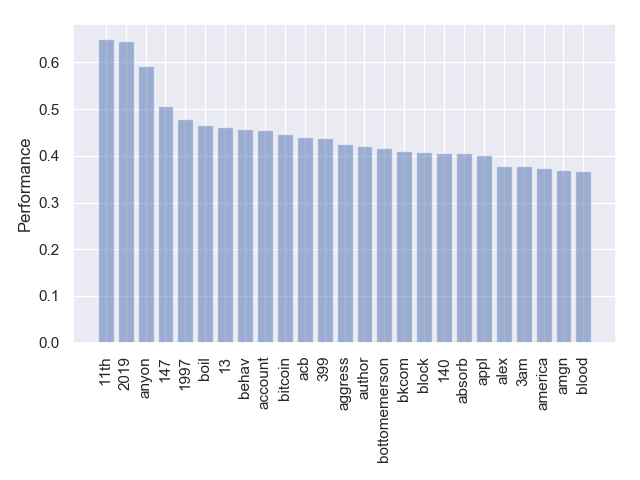 Performance
0.6
0.5
0.4
0.3
0.2
0.1
0.0
11th
2019
anyon
147
1997
boil
13
behav
account
bitcoin
acb
399
aggress
author
bottomemerson
bkcom
block
140
absorb
appl
alex
3am
america
amgn
blood